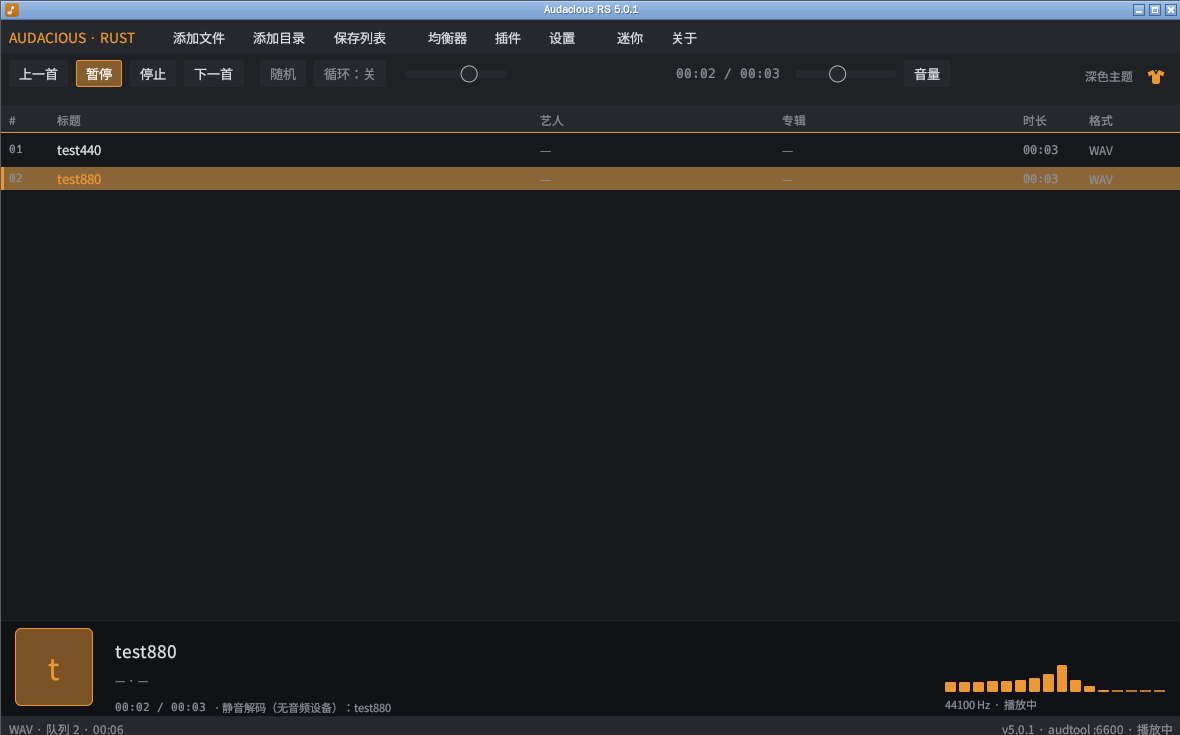 Audacious RS 5.0.1
AUDACIOUS · RUST 添加文件 添加目录 保存列表 均衡器 插件 设置 迷你 关于
上一首 暂停 停止 下一首 随机 循环：关 00:02 / 00:03 音量 深色主题
# 标题 艺人 专辑 时长 格式
01 test440 — — 00:03 WAV
02 test880 — — 00:03 WAV
t
test880
— · —
00:02 / 00:03 · 静音解码（无音频设备）：test880
44100 Hz · 播放中
WAV · 队列 2 · 00:06 v5.0.1 · audtool :6600 · 播放中